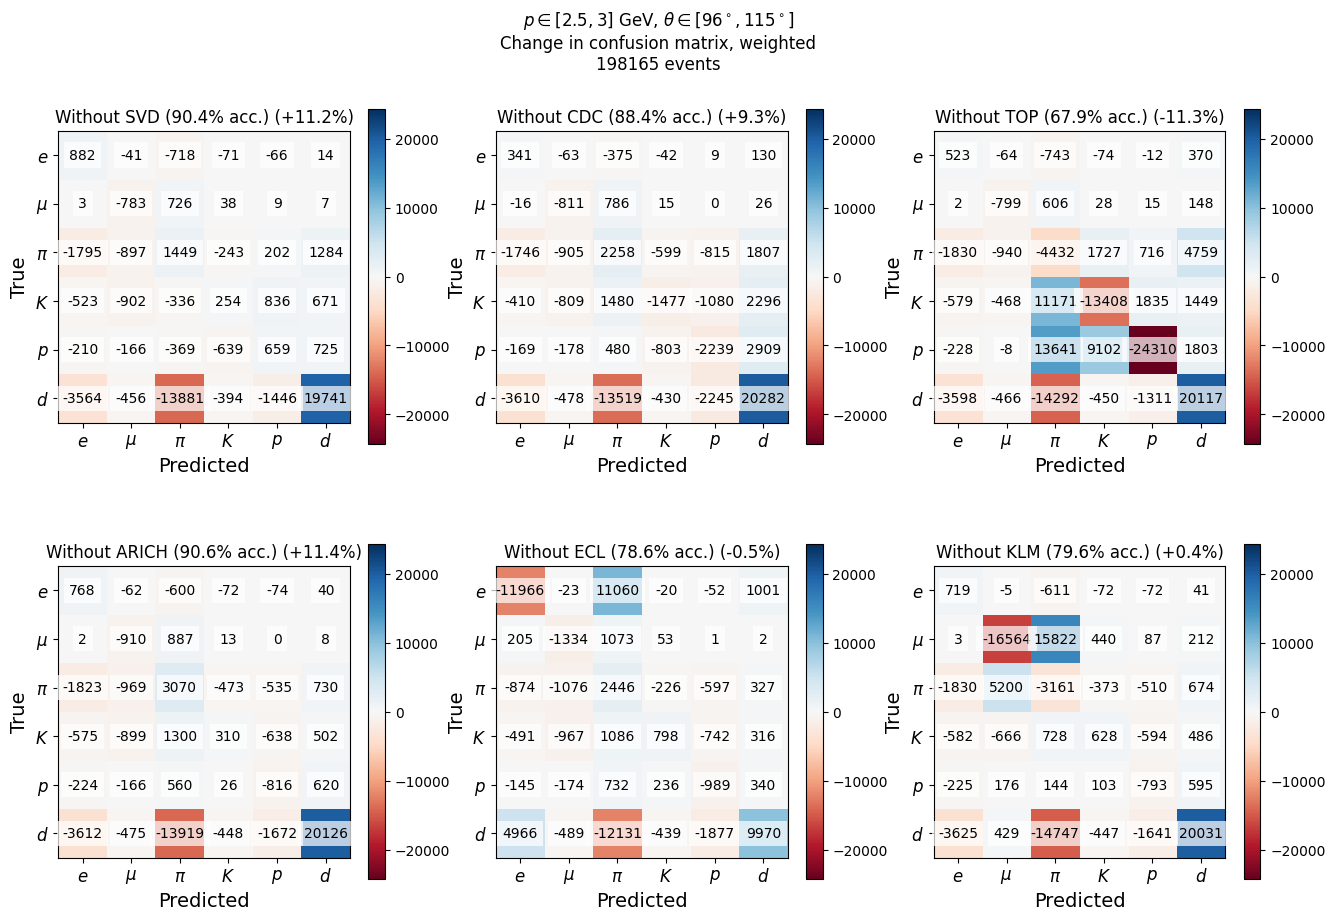 p ∈ [2.5, 3] GeV, θ ∈ [96°, 115°]
Change in confusion matrix, weighted
198165 events
Without SVD (90.4% acc.) (+11.2%)
e 882 -41 -718 -71 -66 14
μ 3 -783 726 38 9 7
π -1795 -897 1449 -243 202 1284
K -523 -902 -336 254 836 671
p -210 -166 -369 -639 659 725
d -3564 -456 -13881 -394 -1446 19741
e μ π K p d
True
Predicted
20000
10000
0
−10000
−20000
Without CDC (88.4% acc.) (+9.3%)
e 341 -63 -375 -42 9 130
μ -16 -811 786 15 0 26
π -1746 -905 2258 -599 -815 1807
K -410 -809 1480 -1477 -1080 2296
p -169 -178 480 -803 -2239 2909
d -3610 -478 -13519 -430 -2245 20282
e μ π K p d
True
Predicted
20000
10000
0
−10000
−20000
Without TOP (67.9% acc.) (-11.3%)
e 523 -64 -743 -74 -12 370
μ 2 -799 606 28 15 148
π -1830 -940 -4432 1727 716 4759
K -579 -468 11171 -13408 1835 1449
p -228 -8 13641 9102 -24310 1803
d -3598 -466 -14292 -450 -1311 20117
e μ π K p d
True
Predicted
20000
10000
0
−10000
−20000
Without ARICH (90.6% acc.) (+11.4%)
e 768 -62 -600 -72 -74 40
μ 2 -910 887 13 0 8
π -1823 -969 3070 -473 -535 730
K -575 -899 1300 310 -638 502
p -224 -166 560 26 -816 620
d -3612 -475 -13919 -448 -1672 20126
e μ π K p d
True
Predicted
20000
10000
0
−10000
−20000
Without ECL (78.6% acc.) (-0.5%)
e -11966 -23 11060 -20 -52 1001
μ 205 -1334 1073 53 1 2
π -874 -1076 2446 -226 -597 327
K -491 -967 1086 798 -742 316
p -145 -174 732 236 -989 340
d 4966 -489 -12131 -439 -1877 9970
e μ π K p d
True
Predicted
20000
10000
0
−10000
−20000
Without KLM (79.6% acc.) (+0.4%)
e 719 -5 -611 -72 -72 41
μ 3 -16564 15822 440 87 212
π -1830 5200 -3161 -373 -510 674
K -582 -666 728 628 -594 486
p -225 176 144 103 -793 595
d -3625 429 -14747 -447 -1641 20031
e μ π K p d
True
Predicted
20000
10000
0
−10000
−20000